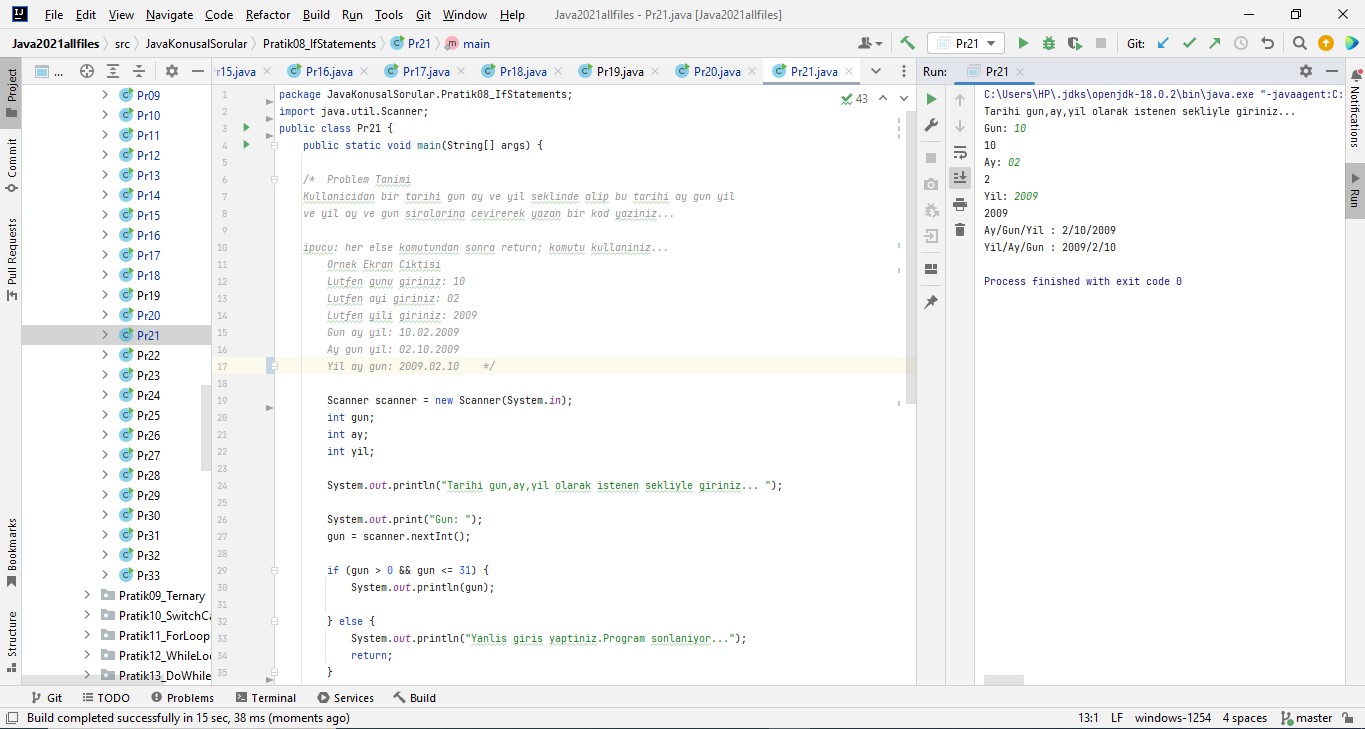 File Edit View Navigate Code Refactor Build Run Tools Git Window Help Java2021allfiles - Pr21.java [Java2021allfiles]
Java2021allfiles src JavaKonusalSorular Pratik08_IfStatements Pr21 main Pr21 Git:
Project
Commit
Pull Requests
Bookmarks
Structure
...
Pr09
Pr10
Pr11
Pr12
Pr13
Pr14
Pr15
Pr16
Pr17
Pr18
Pr19
Pr20
Pr21
Pr22
Pr23
Pr24
Pr25
Pr26
Pr27
Pr28
Pr29
Pr30
Pr31
Pr32
Pr33
Pratik09_Ternary
Pratik10_SwitchCa
Pratik11_ForLoop
Pratik12_WhileLo
Pratik13_DoWhile
r15.java Pr16.java Pr17.java Pr18.java Pr19.java Pr20.java Pr21.java
43
1 package JavaKonusalSorular.Pratik08_IfStatements;
2 import java.util.Scanner;
3 public class Pr21 {
4 public static void main(String[] args) {
5
6 /* Problem Tanimi
7 Kullanicidan bir tarihi gun ay ve yil seklinde alip bu tarihi ay gun yil
8 ve yil ay ve gun siralarina cevirerek yazan bir kod yaziniz...
9
10 ipucu: her else komutundan sonra return; komutu kullaniniz...
11 Ornek Ekran Ciktisi
12 Lutfen gunu giriniz: 10
13 Lutfen ayi giriniz: 02
14 Lutfen yili giriniz: 2009
15 Gun ay yil: 10.02.2009
16 Ay gun yil: 02.10.2009
17 Yil ay gun: 2009.02.10 */
18
19 Scanner scanner = new Scanner(System.in);
20 int gun;
21 int ay;
22 int yil;
23
24 System.out.println("Tarihi gun,ay,yil olarak istenen sekliyle giriniz... ");
25
26 System.out.print("Gun: ");
27 gun = scanner.nextInt();
28
29 if (gun > 0 && gun <= 31) {
30 System.out.println(gun);
31
32 } else {
33 System.out.println("Yanlis giris yaptiniz.Program sonlaniyor...");
34 return;
35 }
Run: Pr21
C:\Users\HP\.jdks\openjdk-18.0.2\bin\java.exe "-javaagent:C:
Tarihi gun,ay,yil olarak istenen sekliyle giriniz...
Gun: 10
10
Ay: 02
2
Yil: 2009
2009
Ay/Gun/Yil : 2/10/2009
Yil/Ay/Gun : 2009/2/10
Process finished with exit code 0
Notifications
Run
Git TODO Problems Terminal Services Build
Build completed successfully in 15 sec, 38 ms (moments ago) 13:1 LF windows-1254 4 spaces master